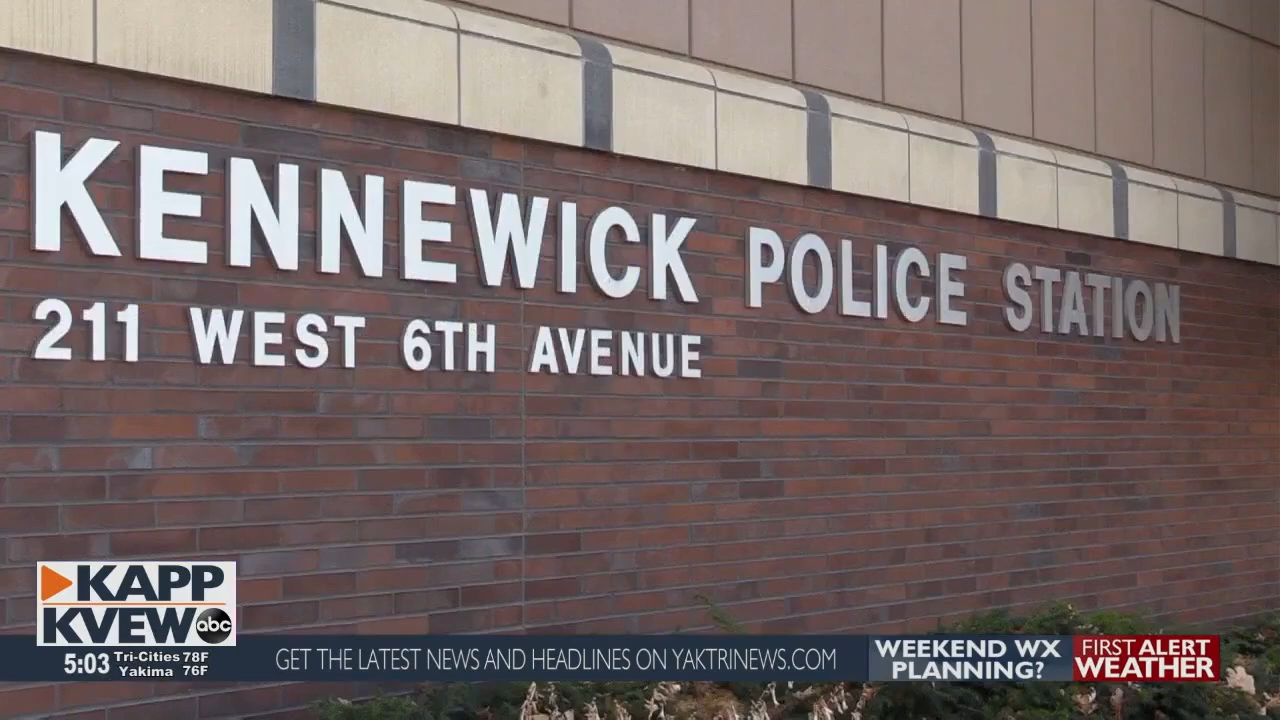 KENNEWICK POLICE STATION
211 WEST 6TH AVENUE
KAPP
KVEW abc
5:03 Tri-Cities 78F
Yakima 76F
GET THE LATEST NEWS AND HEADLINES ON YAKTRINEWS.COM
WEEKEND WX
PLANNING?
FIRST ALERT
WEATHER